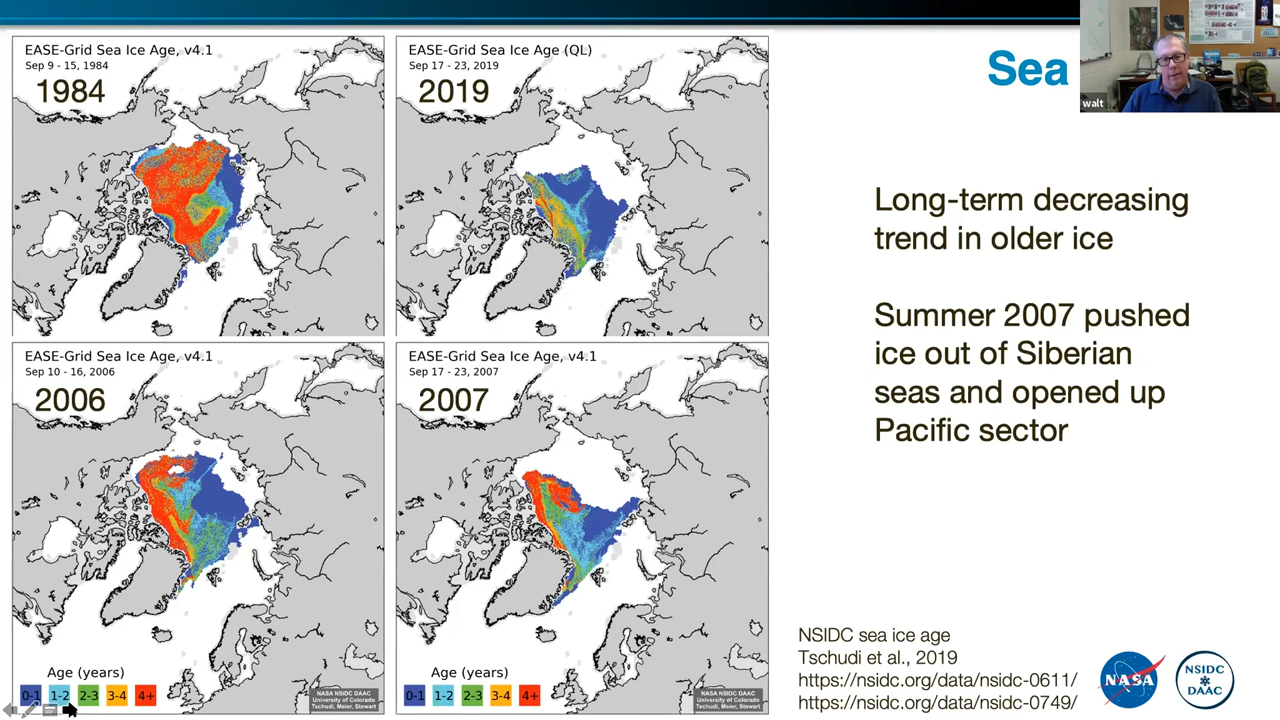 EASE-Grid Sea Ice Age, v4.1
Sep 9 - 15, 1984
1984
EASE-Grid Sea Ice Age (QL)
Sep 17 - 23, 2019
2019
Sea
walt
Long-term decreasing
trend in older ice
Summer 2007 pushed
ice out of Siberian
seas and opened up
Pacific sector
EASE-Grid Sea Ice Age, v4.1
Sep 10 - 16, 2006
2006
Age (years)
0-1 1-2 2-3 3-4 4+
NASA NSIDC DAAC
University of Colorado
Tschudi, Meier, Stewart
EASE-Grid Sea Ice Age, v4.1
Sep 17 - 23, 2007
2007
Age (years)
0-1 1-2 2-3 3-4 4+
NASA NSIDC DAAC
University of Colorado
Tschudi, Meier, Stewart
NSIDC sea ice age
Tschudi et al., 2019
https://nsidc.org/data/nsidc-0611/
https://nsidc.org/data/nsidc-0749/
NASA
NSIDC
DAAC